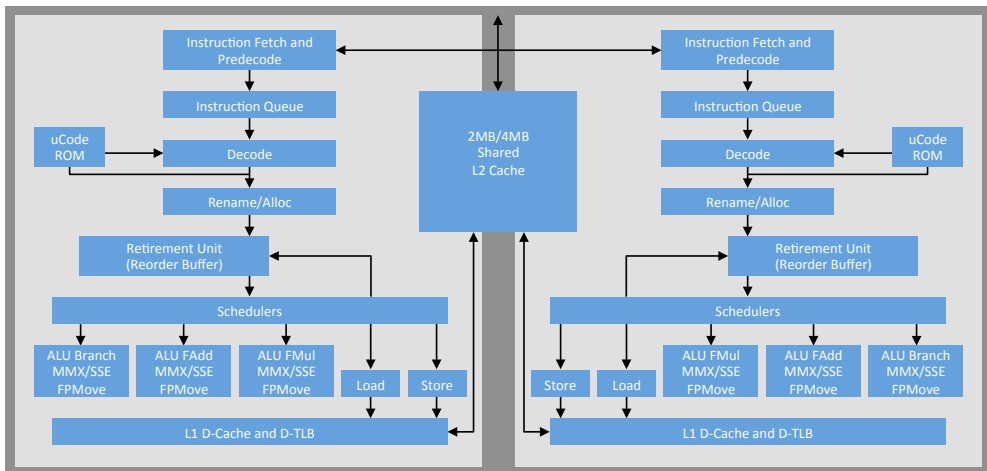 Instruction Fetch and
Predecode
Instruction Queue
uCode
ROM
Decode
Rename/Alloc
Retirement Unit
(Reorder Buffer)
Schedulers
ALU Branch
MMX/SSE
FPMove
ALU FAdd
MMX/SSE
FPMove
ALU FMul
MMX/SSE
FPMove
Load
Store
L1 D-Cache and D-TLB
2MB/4MB
Shared
L2 Cache
Instruction Fetch and
Predecode
Instruction Queue
Decode
uCode
ROM
Rename/Alloc
Retirement Unit
(Reorder Buffer)
Schedulers
Store
Load
ALU FMul
MMX/SSE
FPMove
ALU FAdd
MMX/SSE
FPMove
ALU Branch
MMX/SSE
FPMove
L1 D-Cache and D-TLB